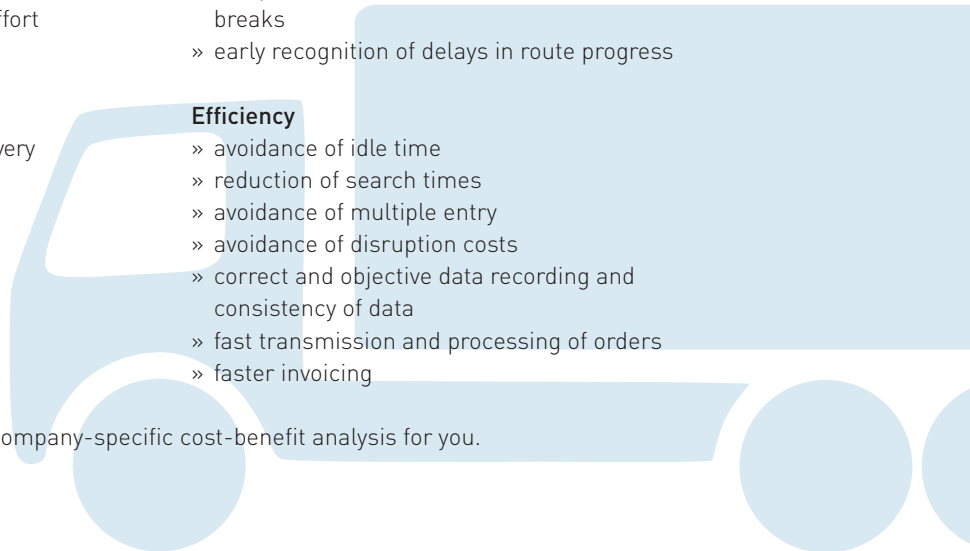 breaks
» early recognition of delays in route progress
Efficiency
» avoidance of idle time
» reduction of search times
» avoidance of multiple entry
» avoidance of disruption costs
» correct and objective data recording and
consistency of data
» fast transmission and processing of orders
» faster invoicing
ompany-specific cost-benefit analysis for you.